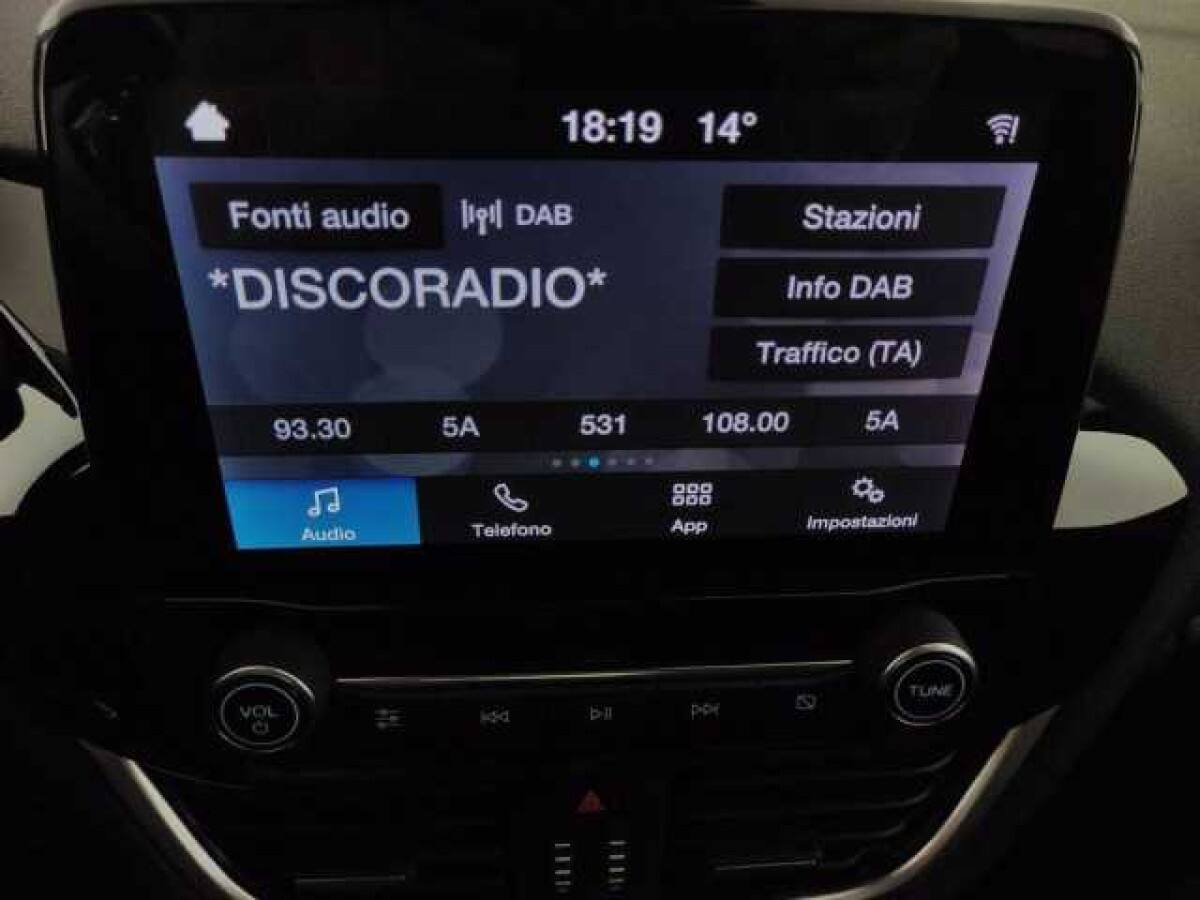 18:19 14°
Fonti audio DAB Stazioni
*DISCORADIO* Info DAB
Traffico (TA)
93.30 5A 531 108.00 5A
Audio Telefono App Impostazioni
VOL TUNE